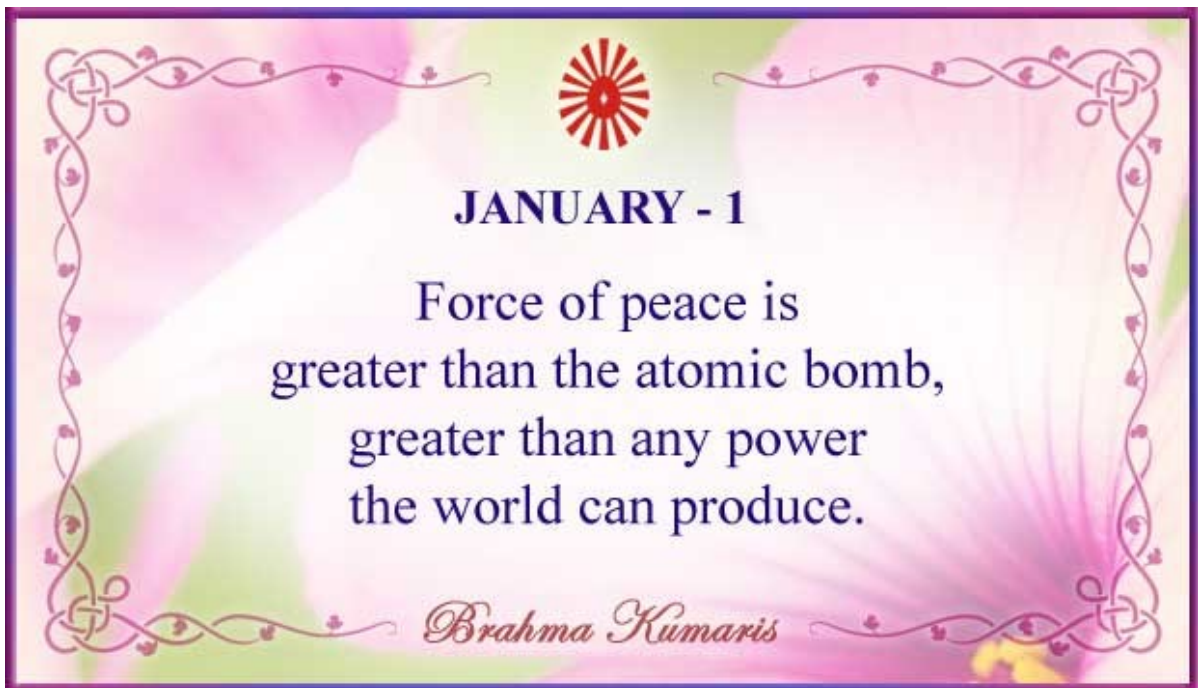 JANUARY - 1
Force of peace is
greater than the atomic bomb,
greater than any power
the world can produce.
Brahma Kumaris